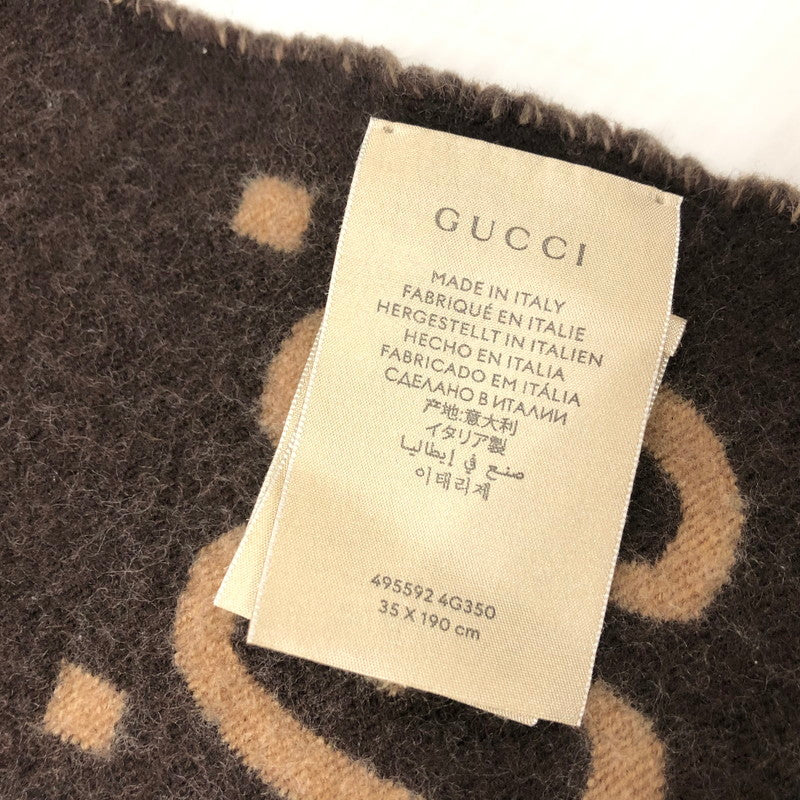 GUCCI
MADE IN ITALY
FABRIQUÉ EN ITALIE
HERGESTELLT IN ITALIEN
HECHO EN ITALIA
FABRICADO EM ITÁLIA
СДЕЛАНО В ИТАЛИИ
产地:意大利
イタリア製
صنع في إيطاليا
이태리제
495592 4G350
35 X 190 cm